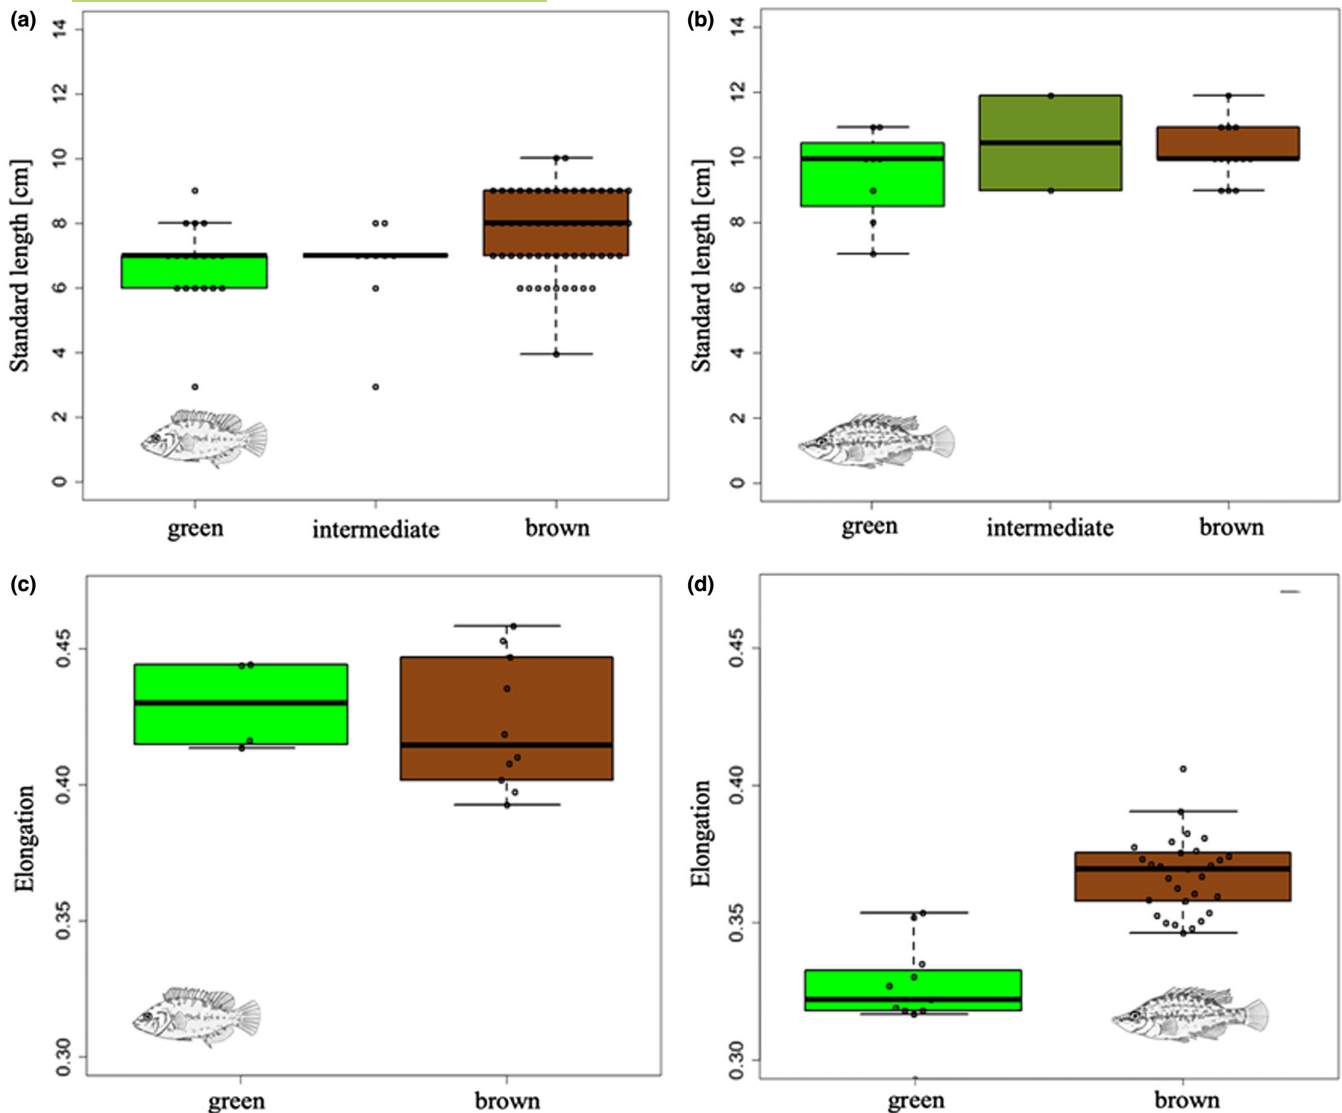 (a)
Standard length [cm]
14
12
10
8
6
4
2
0
green intermediate brown
(b)
Standard length [cm]
14
12
10
8
6
4
2
0
green intermediate brown
(c)
Elongation
0.45
0.40
0.35
0.30
green brown
(d)
Elongation
0.45
0.40
0.35
0.30
green brown